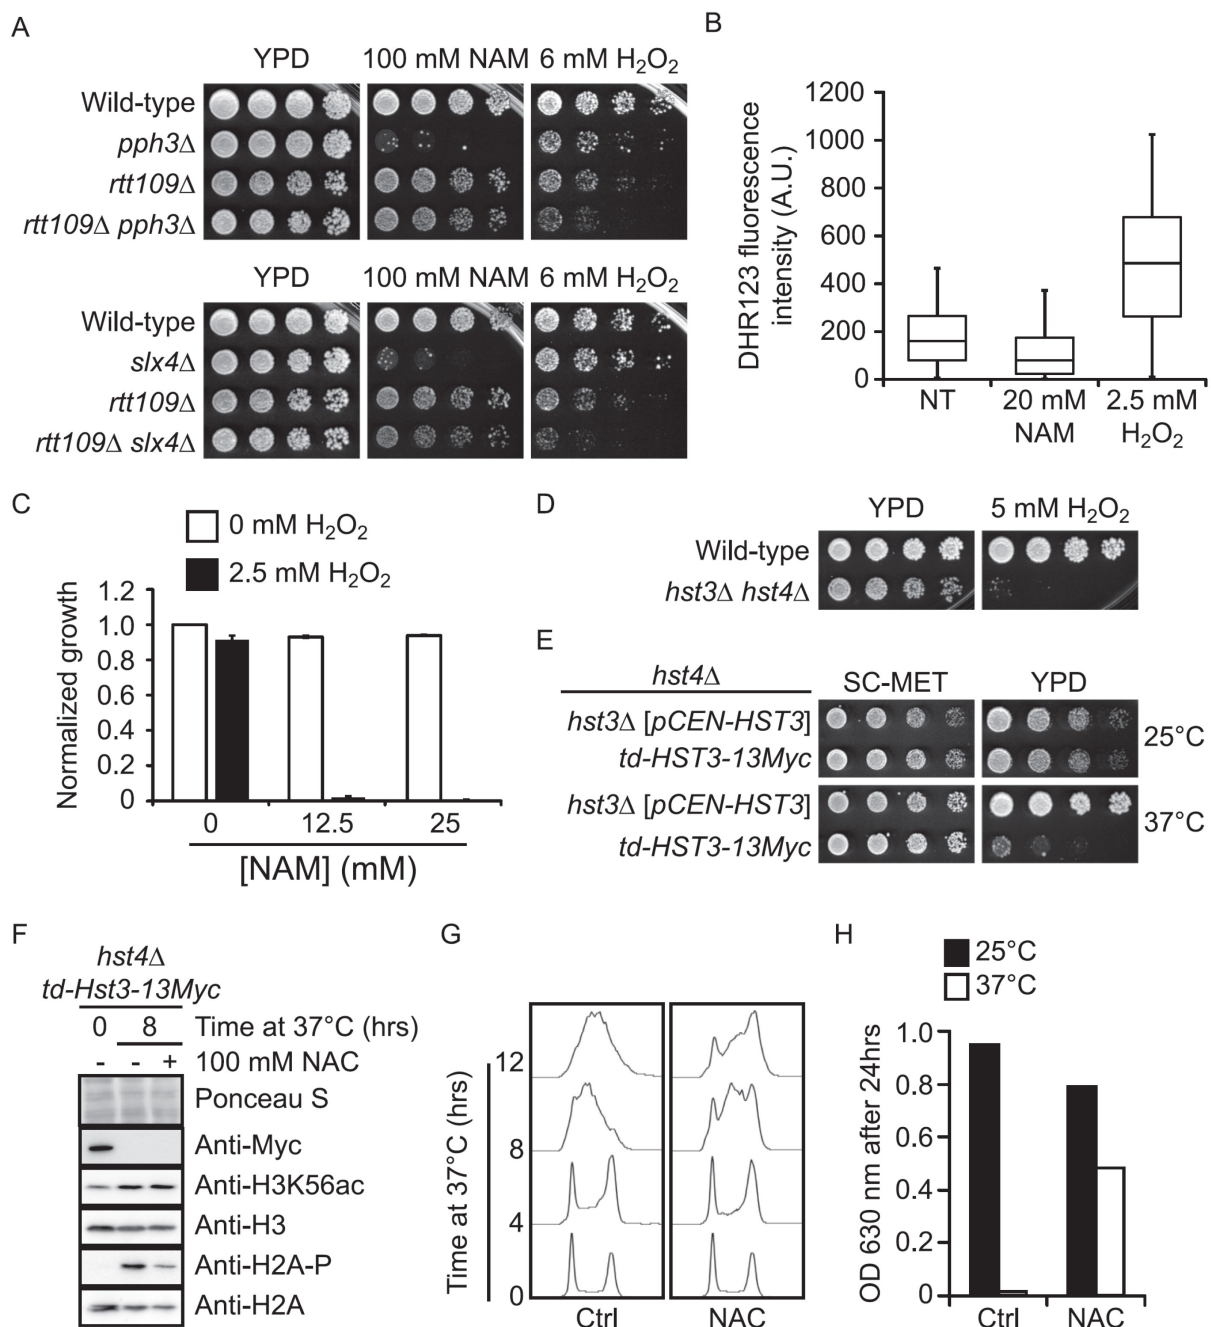 A
YPD 100 mM NAM 6 mM H₂O₂
Wild-type
pph3Δ
rtt109Δ
rtt109Δ pph3Δ
YPD 100 mM NAM 6 mM H₂O₂
Wild-type
slx4Δ
rtt109Δ
rtt109Δ slx4Δ
B
DHR123 fluorescence
intensity (A.U.)
1200
1000
800
600
400
200
0
NT 20 mM 2.5 mM
NAM H₂O₂
C
0 mM H₂O₂
2.5 mM H₂O₂
Normalized growth
1.2
1.0
0.8
0.6
0.4
0.2
0
0 12.5 25
[NAM] (mM)
D
YPD 5 mM H₂O₂
Wild-type
hst3Δ hst4Δ
E
hst4Δ SC-MET YPD
hst3Δ [pCEN-HST3]
td-HST3-13Myc
25°C
hst3Δ [pCEN-HST3]
td-HST3-13Myc
37°C
F
hst4Δ
td-Hst3-13Myc
0 8 Time at 37°C (hrs)
- - + 100 mM NAC
Ponceau S
Anti-Myc
Anti-H3K56ac
Anti-H3
Anti-H2A-P
Anti-H2A
G
Time at 37°C (hrs)
12
8
4
0
Ctrl NAC
H
25°C
37°C
OD 630 nm after 24hrs
1.0
0.8
0.6
0.4
0.2
0
Ctrl NAC